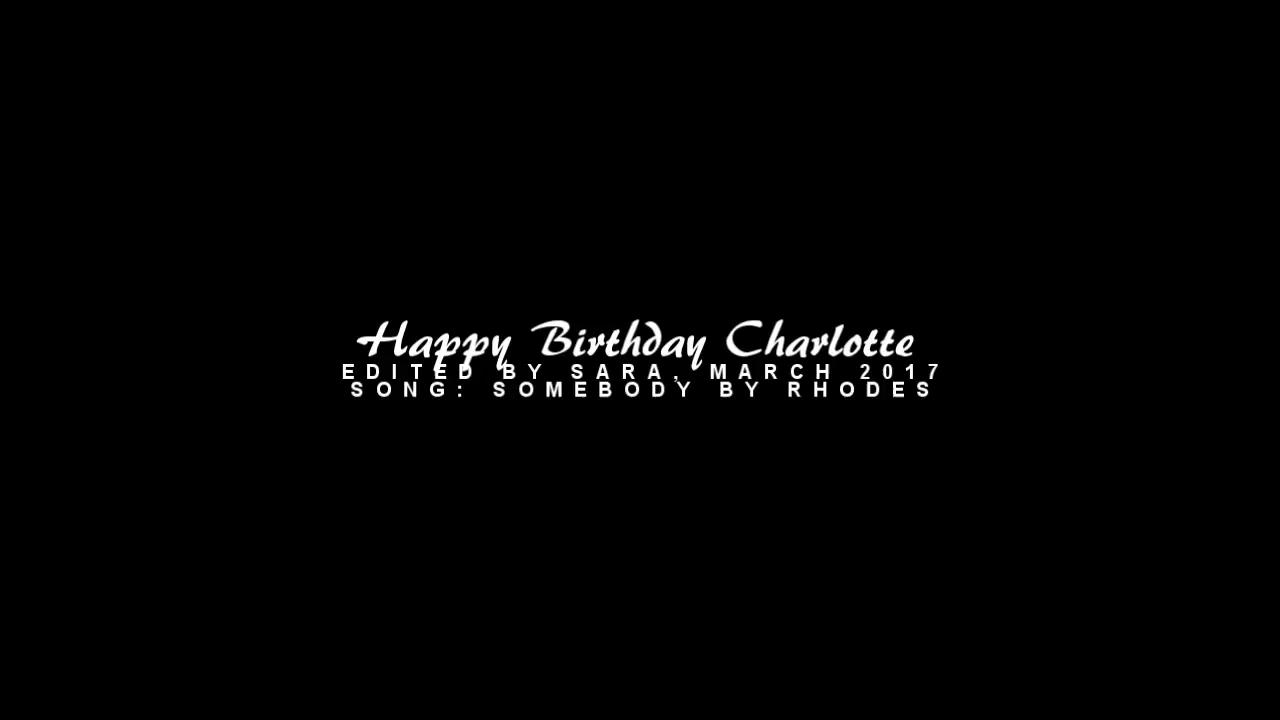 Happy Birthday Charlotte
EDITED BY SARA, MARCH 2017
SONG: SOMEBODY BY RHODES